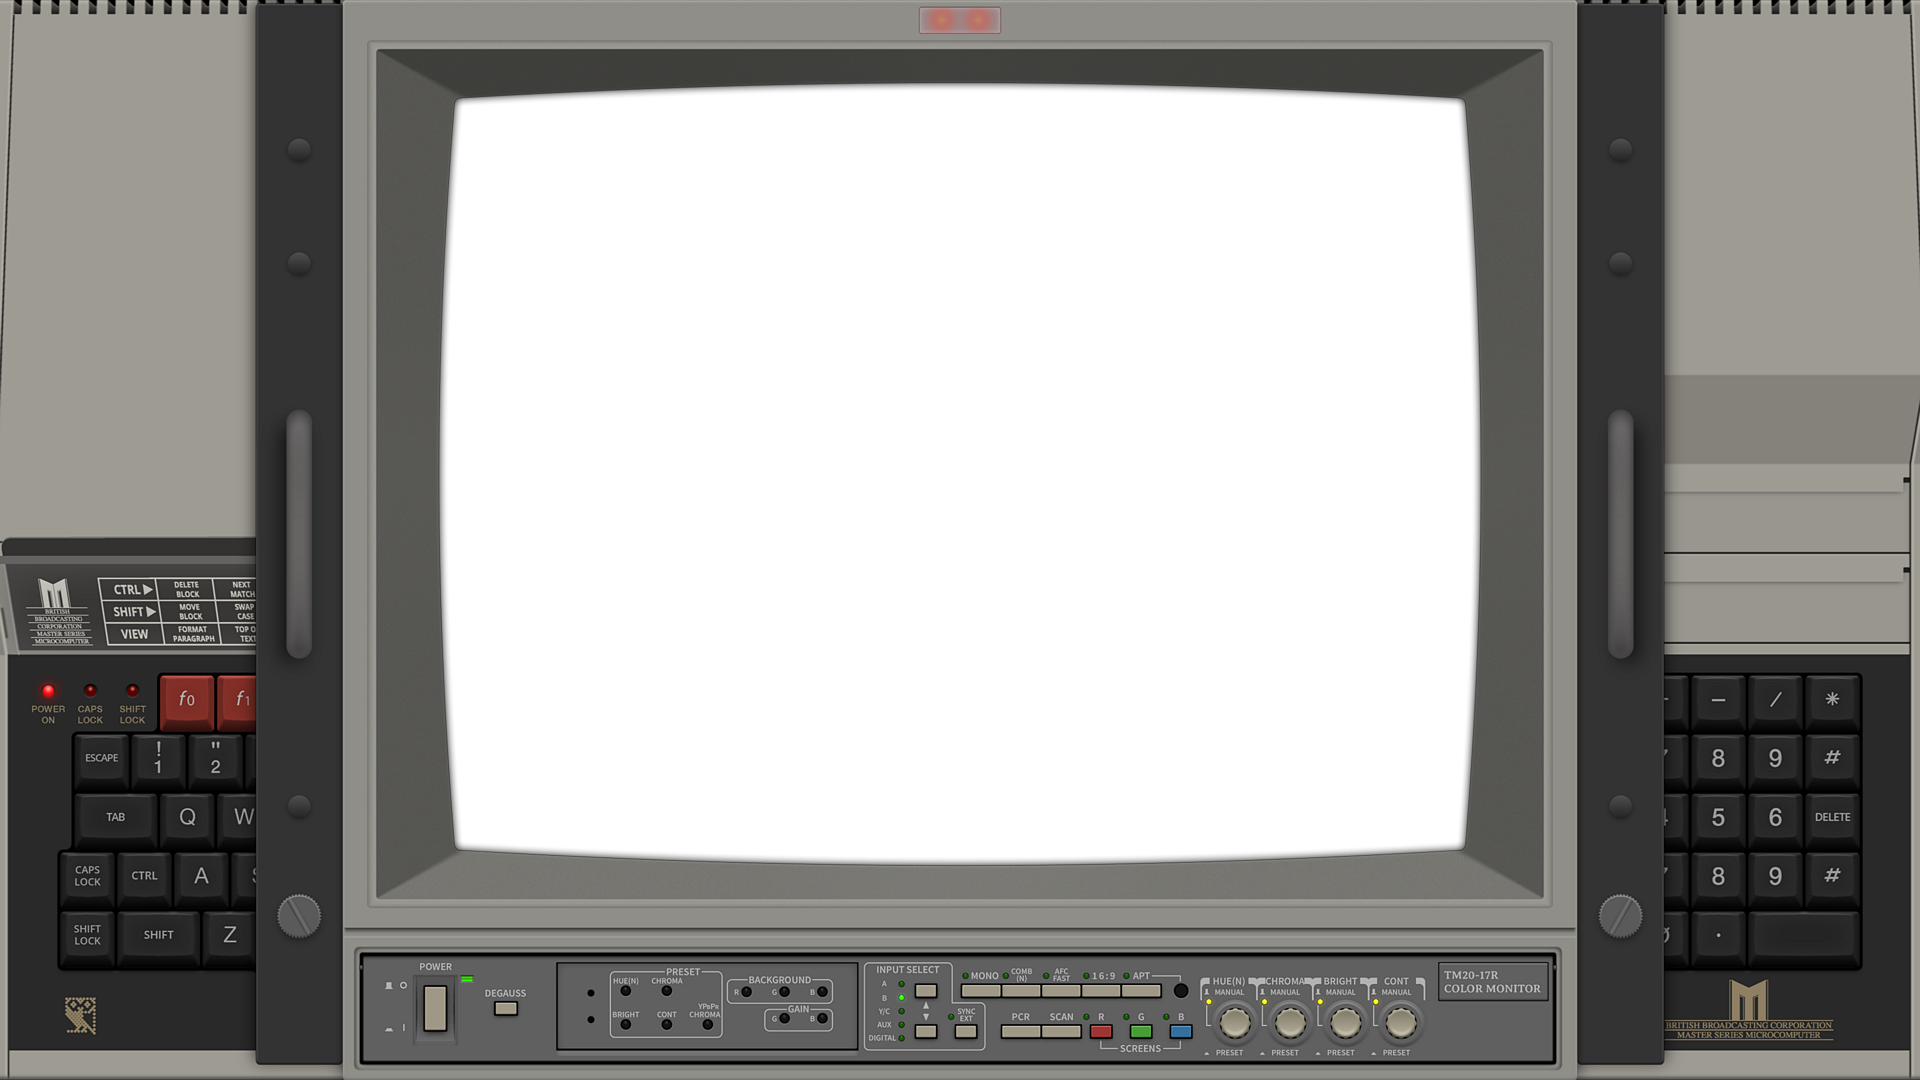 CTRL▶ DELETE BLOCK NEXT MATCH
SHIFT▶ MOVE BLOCK SWAP CASE
VIEW FORMAT PARAGRAPH
BRITISH
BROADCASTING
CORPORATION
MASTER SERIES
MICROCOMPUTER
POWER ON
CAPS LOCK
SHIFT LOCK
f0 f1
ESCAPE ! 1 " 2
TAB Q W
CAPS LOCK CTRL A
SHIFT LOCK SHIFT Z
− / *
8 9 #
5 6 DELETE
8 9 #
.
POWER
DEGAUSS
PRESET
HUE(N) CHROMA
BRIGHT CONT YPBPR CHROMA
BACKGROUND
R G B
GAIN
G B
INPUT SELECT
A
B
Y/C
AUX
DIGITAL
SYNC EXT
MONO COMB (N) AFC FAST 16:9 APT
PCR SCAN R G B
SCREENS
HUE(N) CHROMA BRIGHT CONT
MANUAL MANUAL MANUAL MANUAL
PRESET PRESET PRESET PRESET
TM20-17R
COLOR MONITOR
BRITISH BROADCASTING CORPORATION
MASTER SERIES MICROCOMPUTER